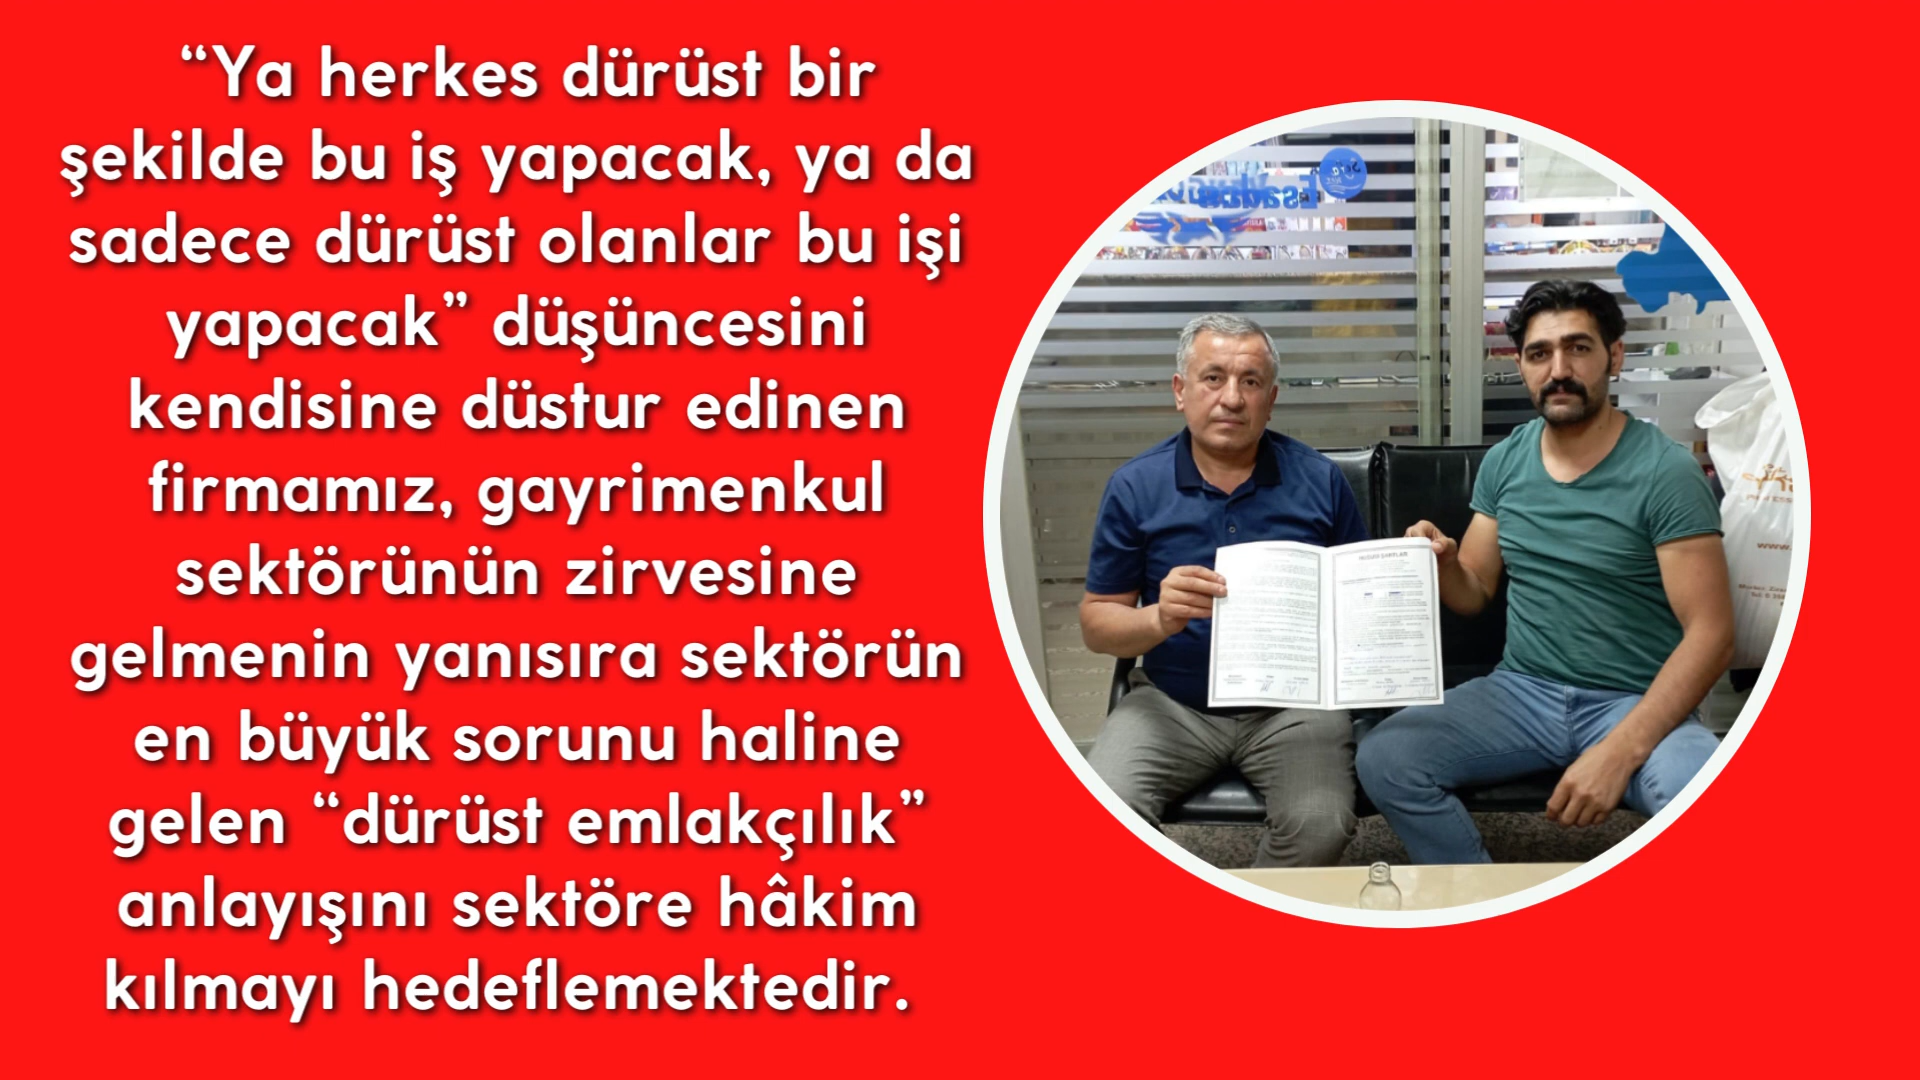 “Ya herkes dürüst bir
şekilde bu iş yapacak, ya da
sadece dürüst olanlar bu işi
yapacak” düşüncesini
kendisine düstur edinen
firmamız, gayrimenkul
sektörünün zirvesine
gelmenin yanısıra sektörün
en büyük sorunu haline
gelen “dürüst emlakçılık”
anlayışını sektöre hâkim
kılmayı hedeflemektedir.
www.